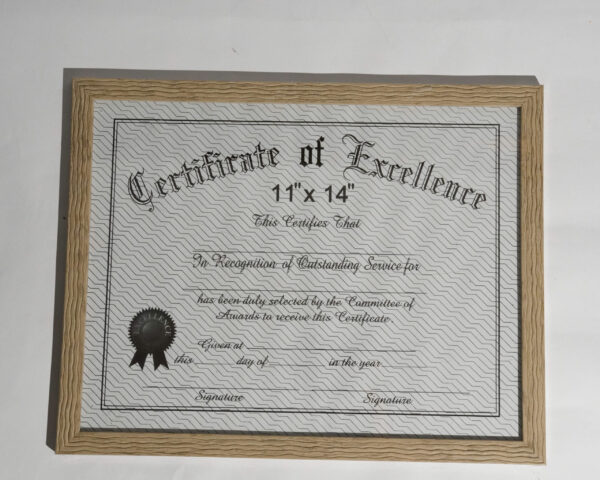 Certificate of Excellence
11"x 14"
This Certifies That
In Recognition of Outstanding Service for
has been duly selected by the Committee of
Awards to receive this Certificate
Given at
this day of in the year
Signature Signature